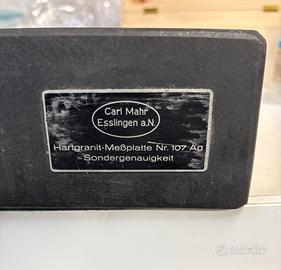 Carl Mahr
Esslingen a.N.
Hartgranit-Meßplatte Nr. 107 Ag
Sondergenauigkeit
subito